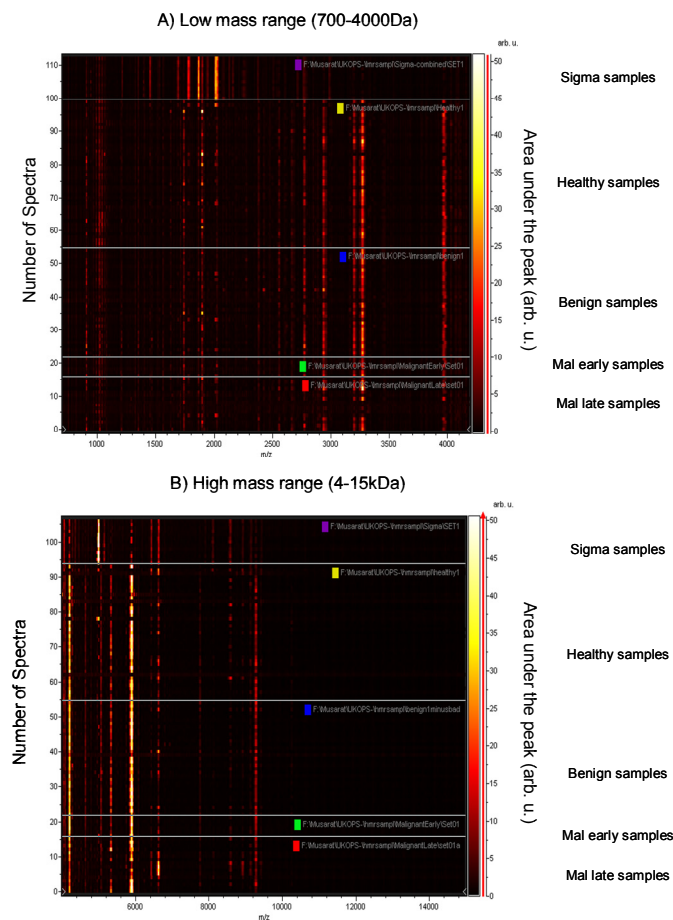 A) Low mass range (700-4000Da)
arb. u.
F:\Musarat\UKOPS-\hmrsampl\Sigma-combined\SET1
F:\Musarat\UKOPS-\hmrsampl\Healthy1
F:\Musarat\UKOPS-\hmrsampl\benign1
F:\Musarat\UKOPS-\hmrsampl\MalignantEarly\Set01
F:\Musarat\UKOPS-\hmrsampl\MalignantLate\set01
Number of Spectra
110
100
90
80
70
60
50
40
30
20
10
0
1000 1500 2000 2500 3000 3500 4000
m/z
50
45
40
35
30
25
20
15
10
5
0
Area under the peak (arb. u.)
Sigma samples
Healthy samples
Benign samples
Mal early samples
Mal late samples
B) High mass range (4-15kDa)
arb. u.
F:\Musarat\UKOPS-\hmrsampl\Sigma\SET1
F:\Musarat\UKOPS-\hmrsampl\healthy1
F:\Musarat\UKOPS-\hmrsampl\benign1minusbad
F:\Musarat\UKOPS-\hmrsampl\MalignantEarly\Set01
F:\Musarat\UKOPS-\hmrsampl\MalignantLate\set01a
Number of Spectra
100
90
80
70
60
50
40
30
20
10
0
6000 8000 10000 12000 14000
m/z
50
45
40
35
30
25
20
15
10
5
0
Area under the peak (arb. u.)
Sigma samples
Healthy samples
Benign samples
Mal early samples
Mal late samples